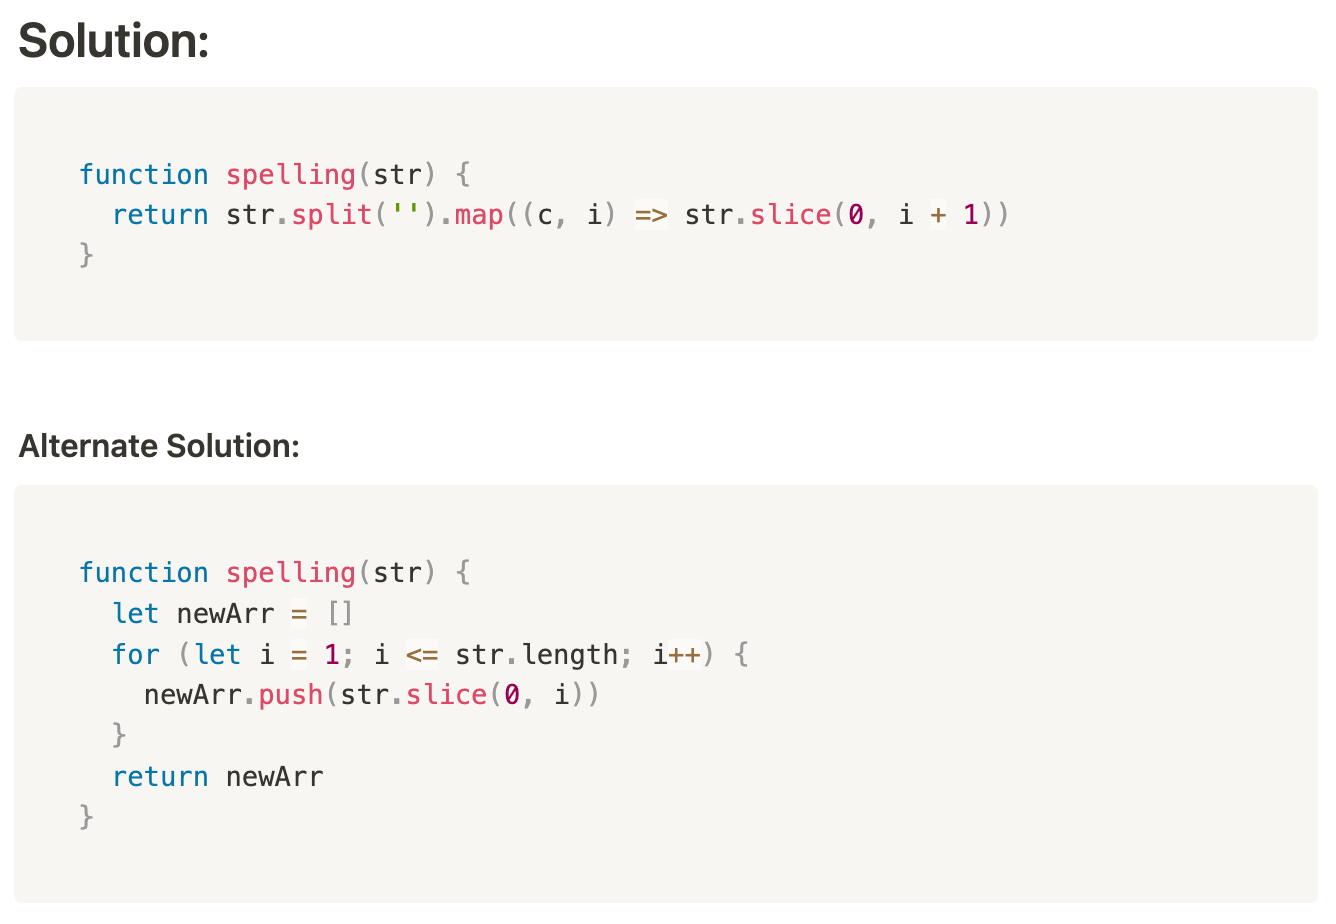 Solution:
function spelling(str) {
  return str.split('').map((c, i) => str.slice(0, i + 1))
}
Alternate Solution:
function spelling(str) {
  let newArr = []
  for (let i = 1; i <= str.length; i++) {
    newArr.push(str.slice(0, i))
  }
  return newArr
}